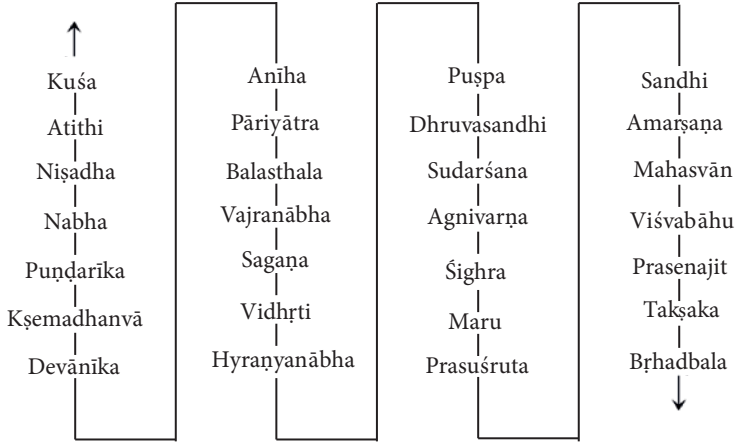 Kuśa
Atithi
Niṣadha
Nabha
Puṇḍarīka
Kṣemadhanvā
Devānīka
Anīha
Pāriyātra
Balasthala
Vajranābha
Sagaṇa
Vidhṛti
Hyraṇyanābha
Puṣpa
Dhruvasandhi
Sudarśana
Agnivarṇa
Śighra
Maru
Prasuśruta
Sandhi
Amarṣaṇa
Mahasvān
Viśvabāhu
Prasenajit
Takṣaka
Bṛhadbala